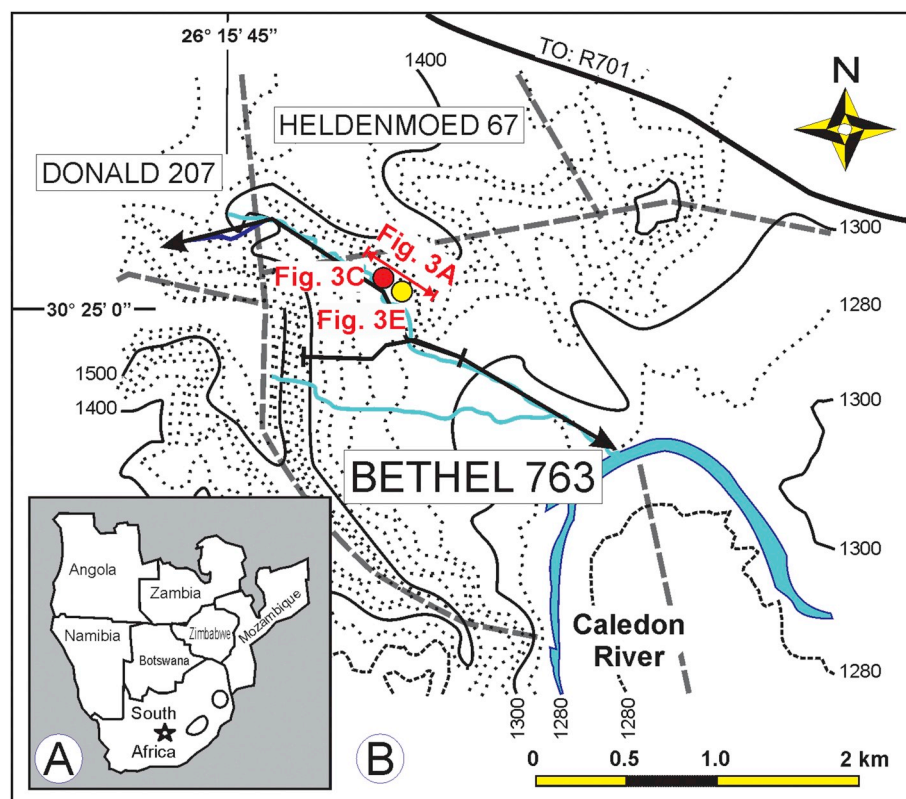 26° 15' 45”
1400
TO: R701
N
HELDENMOED 67
DONALD 207
1300
Fig. 3A
Fig. 3C
30° 25' 0”
1280
Fig. 3E
1500
1400
1300
BETHEL 763
1300
Caledon
River
1280
1300
1280
1280
Angola
Zambia
Mozambique
Zimbabwe
Namibia
Botswana
South
Africa
A
B
0 0.5 1.0 2 km